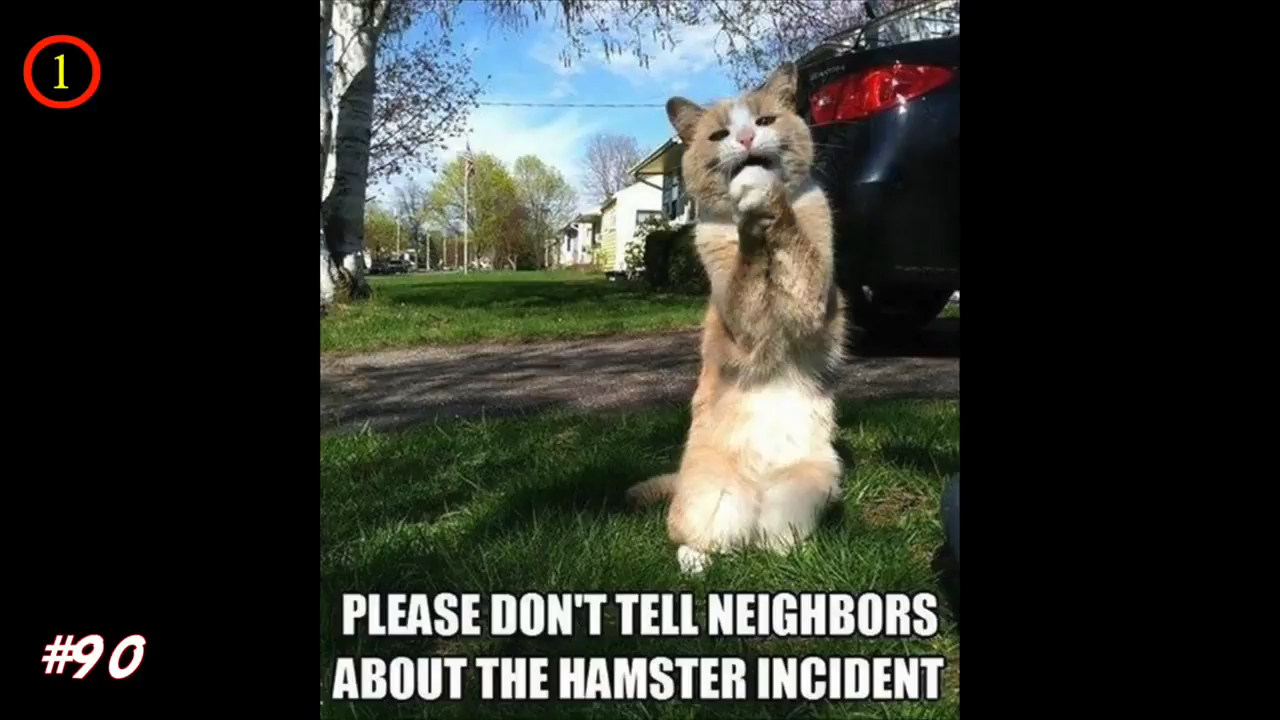 1
PLEASE DON'T TELL NEIGHBORS
ABOUT THE HAMSTER INCIDENT
#90